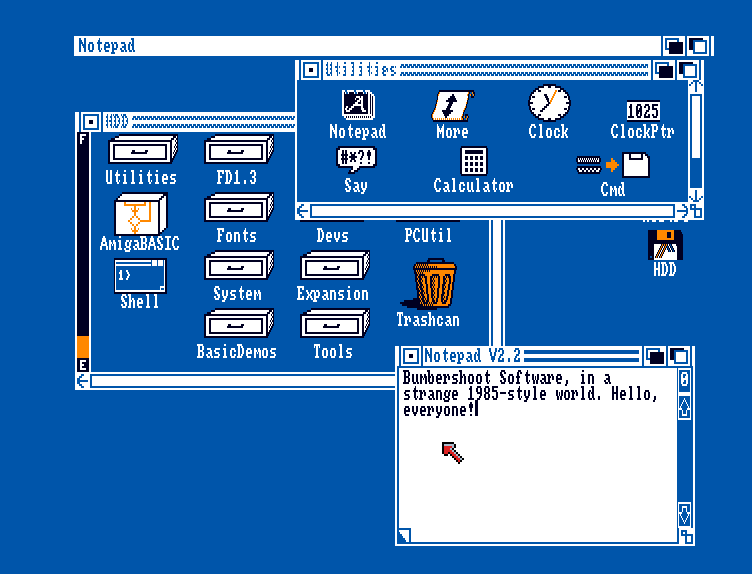 Notepad
Utilities
Notepad
More
1025
Clock
ClockPtr
#*?!
Say
Calculator
Cmd
HDD
F
Utilities
FD1.3
AmigaBASIC
Fonts
Devs
PCUtil
1>
Shell
System
Expansion
Trashcan
BasicDemos
Tools
E
HDD
Notepad V2.2
Bumbershoot Software, in a
strange 1985-style world. Hello,
everyone!
0